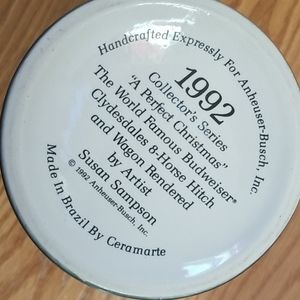 Handcrafted Expressly For Anheuser-Busch, Inc.
1992
Collector's Series
"A Perfect Christmas"
The World Famous Budweiser®
Clydesdales 8-Horse Hitch
and Wagon Rendered
by Artist
Susan Sampson
© 1992 Anheuser-Busch, Inc.
Made In Brazil By Ceramarte